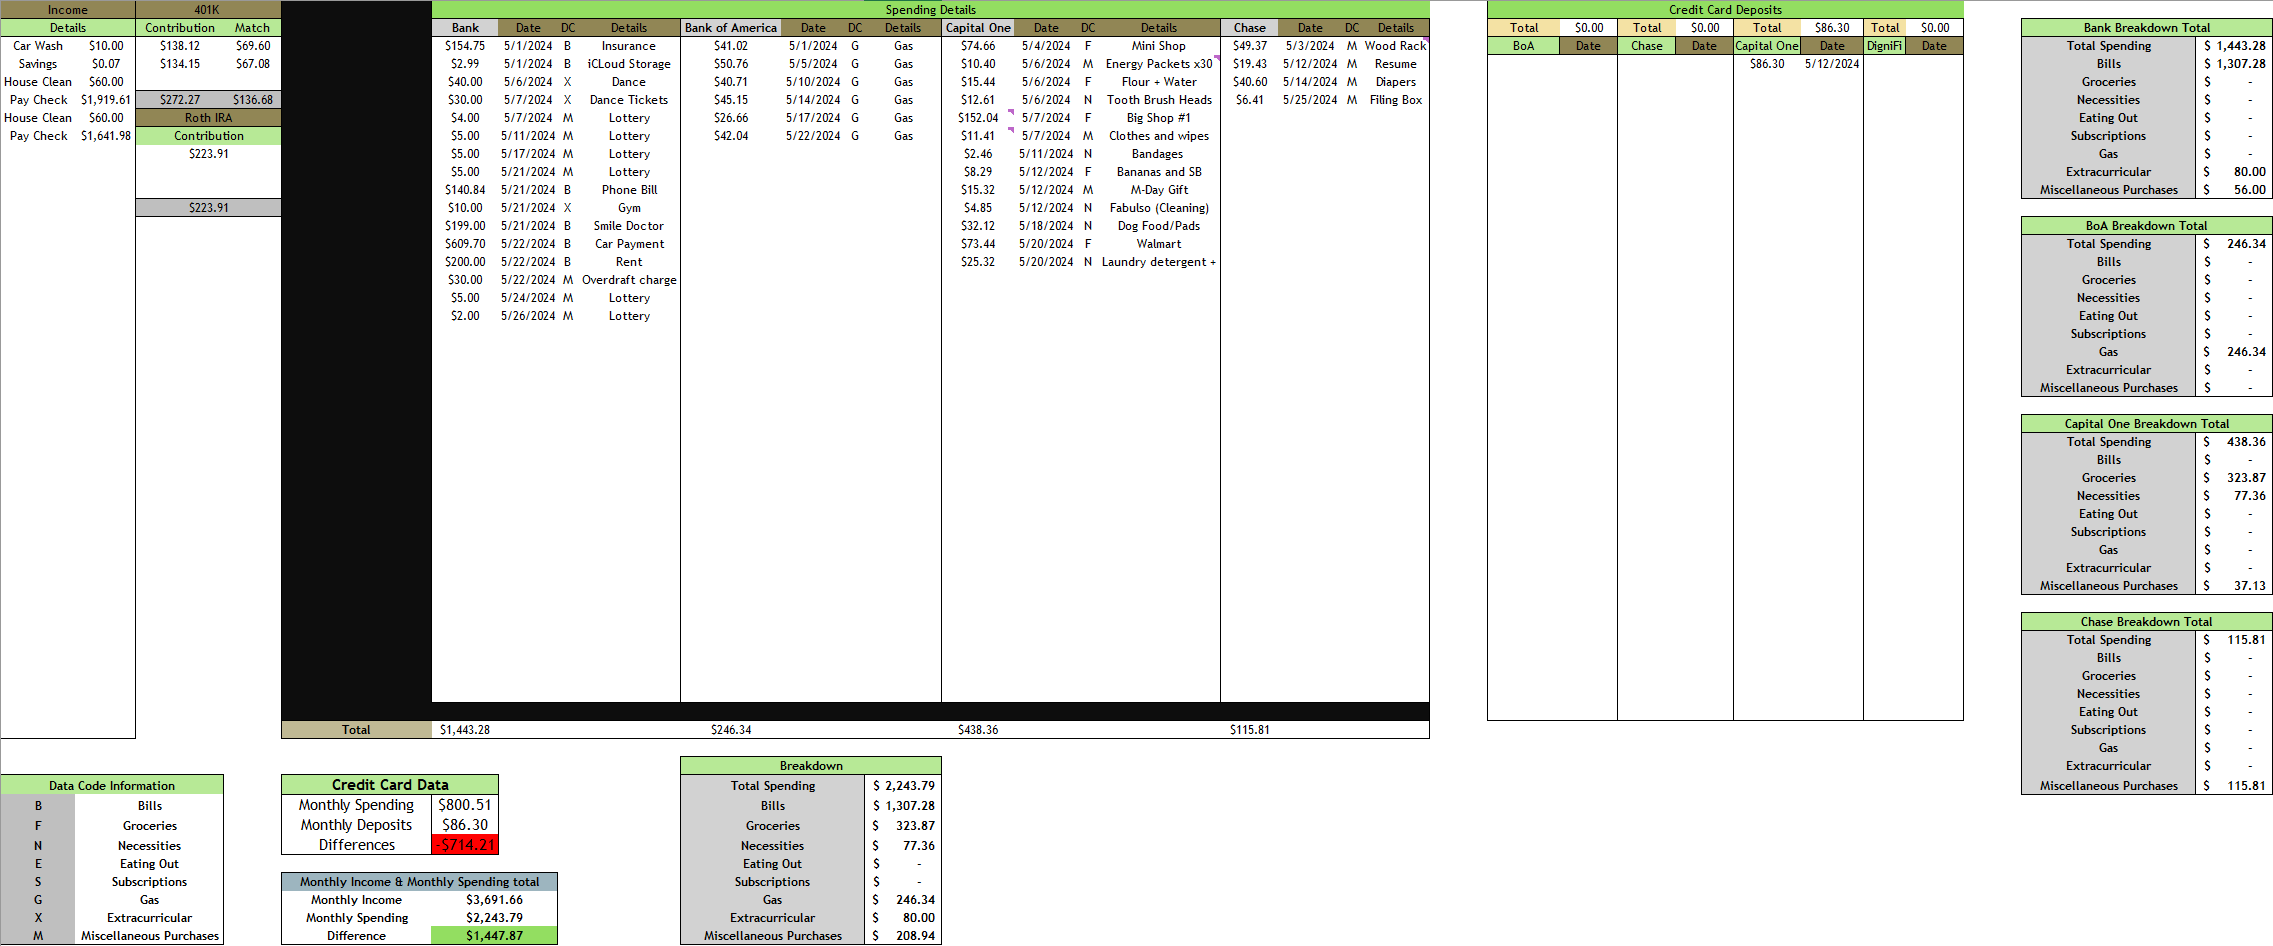 Income 401K Spending Details Credit Card Deposits
Details Contribution Match Bank Date DC Details Bank of America Date DC Details Capital One Date DC Details Chase Date DC Details Total $0.00 Total $0.00 Total $86.30 Total $0.00 Bank Breakdown Total
Car Wash $10.00 $138.12 $69.60 $154.75 5/1/2024 B Insurance $41.02 5/1/2024 G Gas $74.66 5/4/2024 F Mini Shop $49.37 5/3/2024 M Wood Rack BoA Date Chase Date Capital One Date DigniFi Date Total Spending $ 1,443.28
Savings $0.07 $134.15 $67.08 $2.99 5/1/2024 B iCloud Storage $50.76 5/5/2024 G Gas $10.40 5/6/2024 M Energy Packets x30 $19.43 5/12/2024 M Resume $86.30 5/12/2024 Bills $ 1,307.28
House Clean $60.00 $40.00 5/6/2024 X Dance $40.71 5/10/2024 G Gas $15.44 5/6/2024 F Flour + Water $40.60 5/14/2024 M Diapers Groceries $ -
Pay Check $1,919.61 $272.27 $136.68 $30.00 5/7/2024 X Dance Tickets $45.15 5/14/2024 G Gas $12.61 5/6/2024 N Tooth Brush Heads $6.41 5/25/2024 M Filing Box Necessities $ -
House Clean $60.00 Roth IRA $4.00 5/7/2024 M Lottery $26.66 5/17/2024 G Gas $152.04 5/7/2024 F Big Shop #1 Eating Out $ -
Pay Check $1,641.98 Contribution $5.00 5/11/2024 M Lottery $42.04 5/22/2024 G Gas $11.41 5/7/2024 M Clothes and wipes Subscriptions $ -
$223.91 $5.00 5/17/2024 M Lottery $2.46 5/11/2024 N Bandages Gas $ -
$5.00 5/21/2024 M Lottery $8.29 5/12/2024 F Bananas and SB Extracurricular $ 80.00
$140.84 5/21/2024 B Phone Bill $15.32 5/12/2024 M M-Day Gift Miscellaneous Purchases $ 56.00
$223.91 $10.00 5/21/2024 X Gym $4.85 5/12/2024 N Fabulso (Cleaning)
$199.00 5/21/2024 B Smile Doctor $32.12 5/18/2024 N Dog Food/Pads BoA Breakdown Total
$609.70 5/22/2024 B Car Payment $73.44 5/20/2024 F Walmart Total Spending $ 246.34
$200.00 5/22/2024 B Rent $25.32 5/20/2024 N Laundry detergent + Bills $ -
$30.00 5/22/2024 M Overdraft charge Groceries $ -
$5.00 5/24/2024 M Lottery Necessities $ -
$2.00 5/26/2024 M Lottery Eating Out $ -
Subscriptions $ -
Gas $ 246.34
Extracurricular $ -
Miscellaneous Purchases $ -
Capital One Breakdown Total
Total Spending $ 438.36
Bills $ -
Groceries $ 323.87
Necessities $ 77.36
Eating Out $ -
Subscriptions $ -
Gas $ -
Extracurricular $ -
Miscellaneous Purchases $ 37.13
Chase Breakdown Total
Total Spending $ 115.81
Bills $ -
Groceries $ -
Necessities $ -
Eating Out $ -
Total $1,443.28 $246.34 $438.36 $115.81 Subscriptions $ -
Gas $ -
Extracurricular $ -
Miscellaneous Purchases $ 115.81
Data Code Information
B Bills
F Groceries
N Necessities
E Eating Out
S Subscriptions
G Gas
X Extracurricular
M Miscellaneous Purchases
Credit Card Data
Monthly Spending $800.51
Monthly Deposits $86.30
Differences -$714.21
Monthly Income & Monthly Spending total
Monthly Income $3,691.66
Monthly Spending $2,243.79
Difference $1,447.87
Breakdown
Total Spending $ 2,243.79
Bills $ 1,307.28
Groceries $ 323.87
Necessities $ 77.36
Eating Out $ -
Subscriptions $ -
Gas $ 246.34
Extracurricular $ 80.00
Miscellaneous Purchases $ 208.94